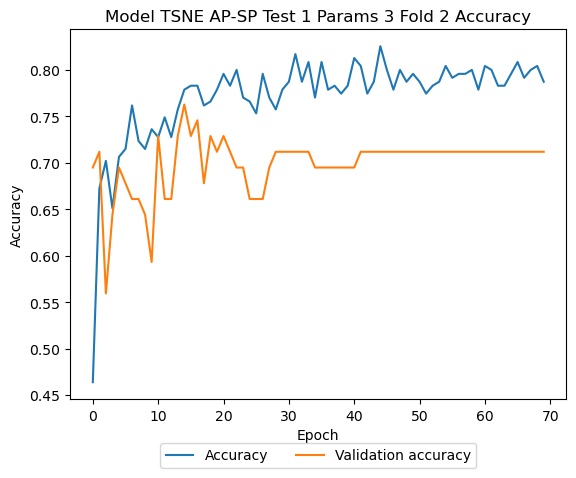 Model TSNE AP-SP Test 1 Params 3 Fold 2 Accuracy
0.80
0.75
0.70
0.65
0.60
0.55
0.50
0.45
Accuracy
0 10 20 30 40 50 60 70
Epoch
Accuracy Validation accuracy